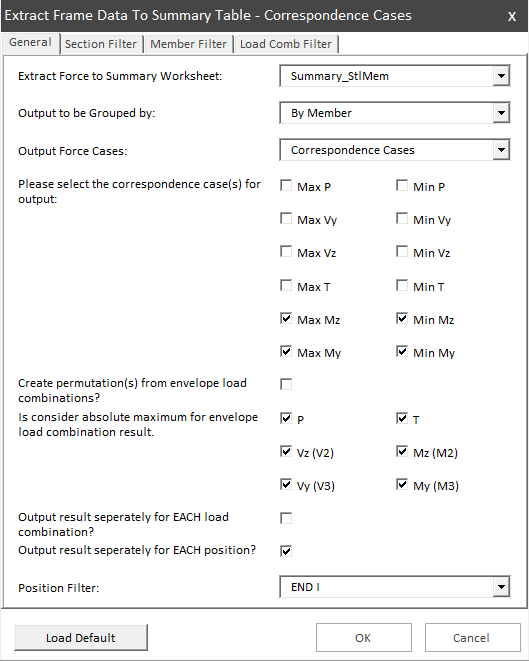 Extract Frame Data To Summary Table - Correspondence Cases X
General Section Filter Member Filter Load Comb Filter
Extract Force to Summary Worksheet: Summary_StlMem
Output to be Grouped by: By Member
Output Force Cases: Correspondence Cases
Please select the correspondence case(s) for
output:
Max P Min P
Max Vy Min Vy
Max Vz Min Vz
Max T Min T
Max Mz Min Mz
Max My Min My
Create permutation(s) from envelope load
combinations?
Is consider absolute maximum for envelope
load combination result.
P T
Vz (V2) Mz (M2)
Vy (V3) My (M3)
Output result seperately for EACH load
combination?
Output result seperately for EACH position?
Position Filter: END I
Load Default OK Cancel